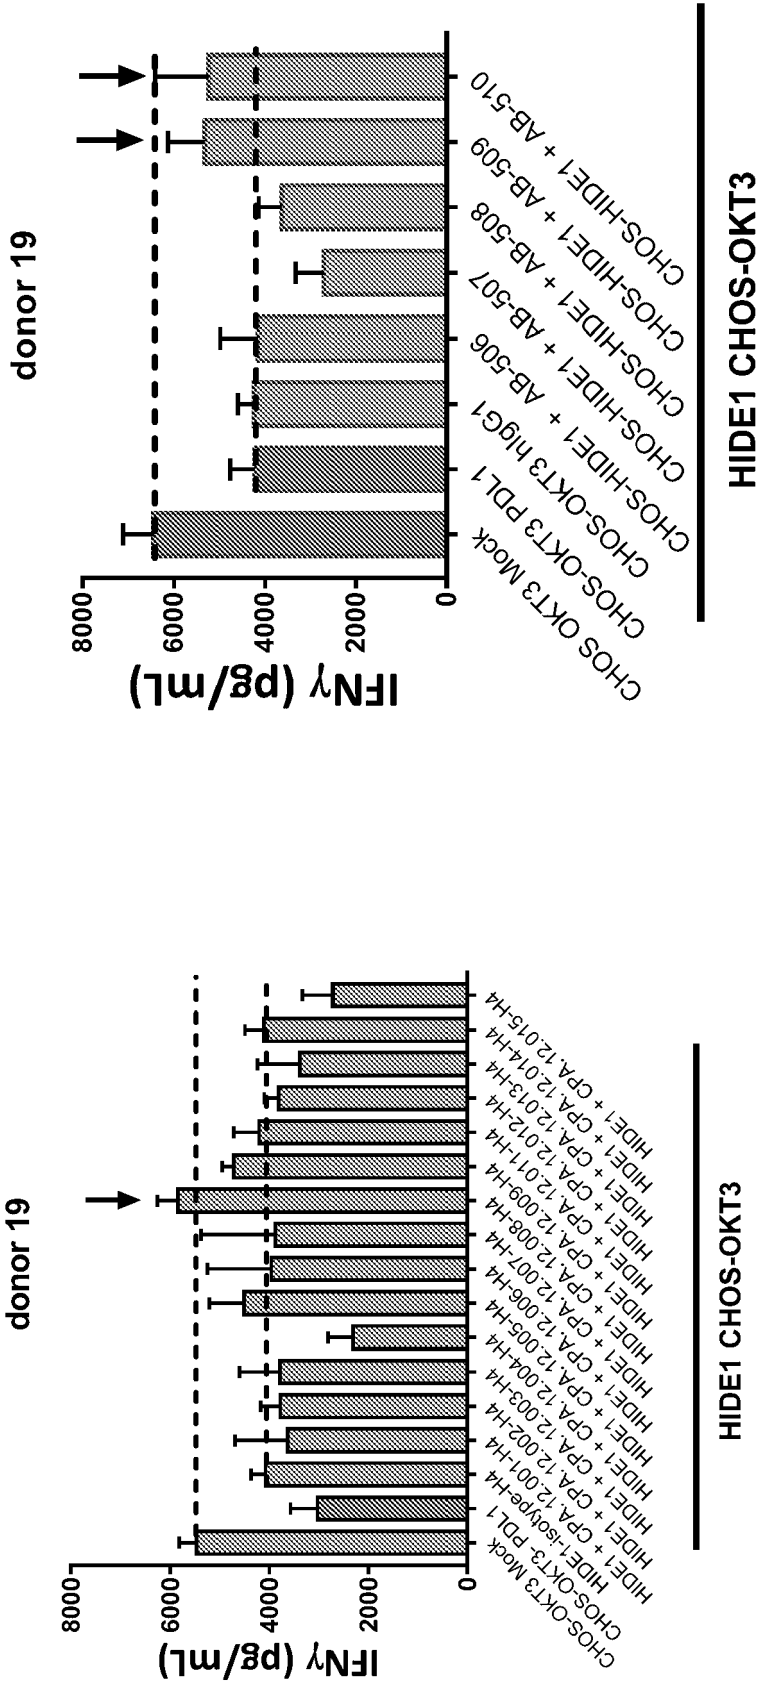 donor 19
IFNγ (pg/mL)
8000
6000
4000
2000
0
CHOS-OKT3 Mock
CHOS-OKT3- PDL1
HIDE1-isotype-H4
HIDE1 + CPA.12.001-H4
HIDE1 + CPA.12.002-H4
HIDE1 + CPA.12.003-H4
HIDE1 + CPA.12.004-H4
HIDE1 + CPA.12.005-H4
HIDE1 + CPA.12.006-H4
HIDE1 + CPA.12.007-H4
HIDE1 + CPA.12.008-H4
HIDE1 + CPA.12.009-H4
HIDE1 + CPA.12.011-H4
HIDE1 + CPA.12.012-H4
HIDE1 + CPA.12.013-H4
HIDE1 + CPA.12.014-H4
HIDE1 + CPA.12.015-H4
HIDE1 CHOS-OKT3
donor 19
IFNγ (pg/mL)
8000
6000
4000
2000
0
CHOS OKT3 Mock
CHOS-OKT3 PDL1
CHOS-OKT3 hIgG1
CHOS-HIDE1 + AB-506
CHOS-HIDE1 + AB-507
CHOS-HIDE1 + AB-508
CHOS-HIDE1 + AB-509
CHOS-HIDE1 + AB-510
HIDE1 CHOS-OKT3